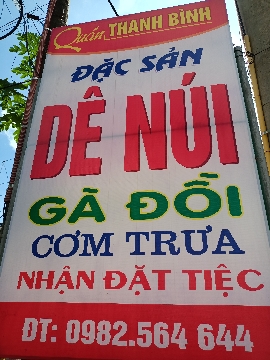 Quán THANH BÌNH
ĐẶC SẢN
DÊ NÚI
GÀ ĐỒI
CƠM TRƯA
NHẬN ĐẶT TIỆC
ĐT: 0982.564 644